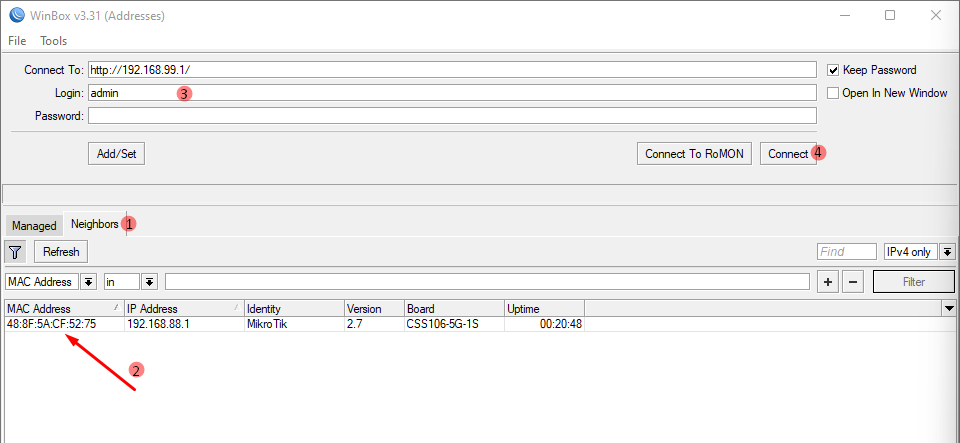 WinBox v3.31 (Addresses)
File Tools
Connect To: http://192.168.99.1/ Keep Password
Login: admin 3 Open In New Window
Password:
Add/Set Connect To RoMON Connect 4
Managed Neighbors 1
Refresh Find IPv4 only
MAC Address in + − Filter
MAC Address IP Address Identity Version Board Uptime
48:8F:5A:CF:52:75 192.168.88.1 MikroTik 2.7 CSS106-5G-1S 00:20:48
2